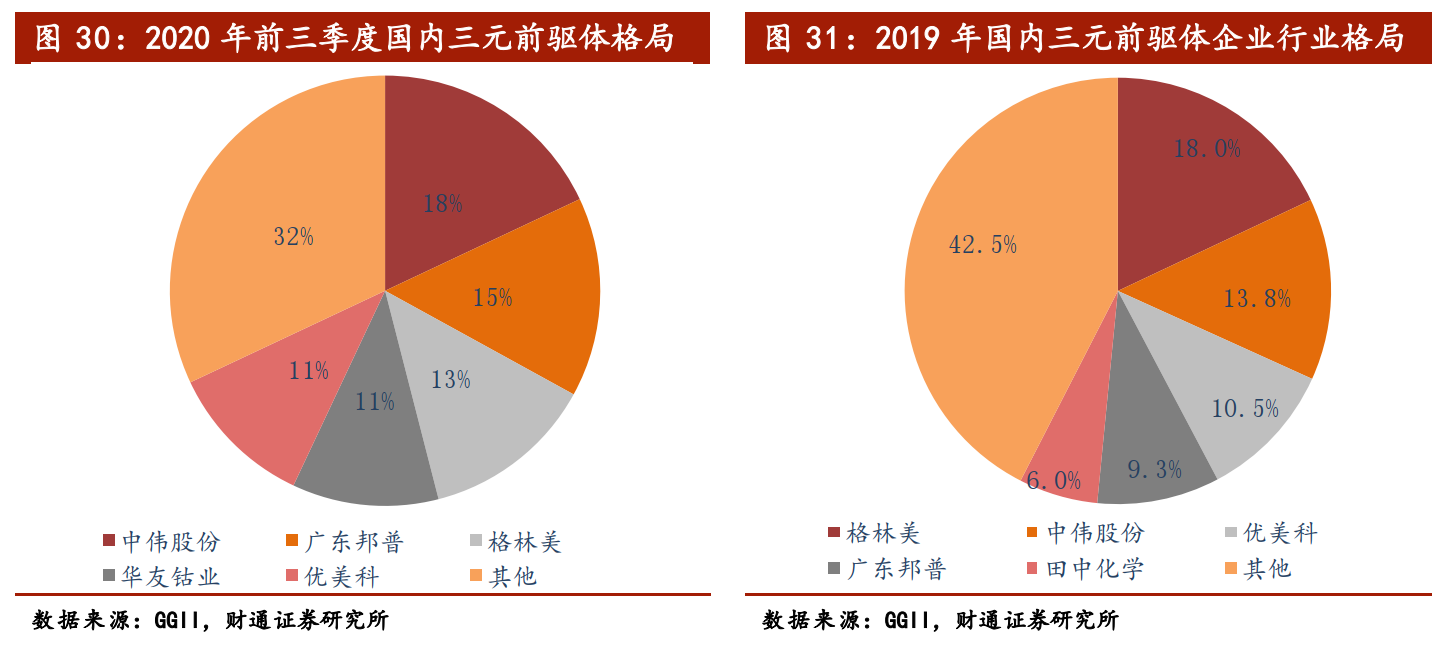 图 30：2020 年前三季度国内三元前驱体格局
18%
15%
13%
11%
11%
32%
中伟股份 广东邦普 格林美
华友钴业 优美科 其他
数据来源：GGII，财通证券研究所
图 31：2019 年国内三元前驱体企业行业格局
18.0%
13.8%
10.5%
9.3%
6.0%
42.5%
格林美 中伟股份 优美科
广东邦普 田中化学 其他
数据来源：GGII，财通证券研究所